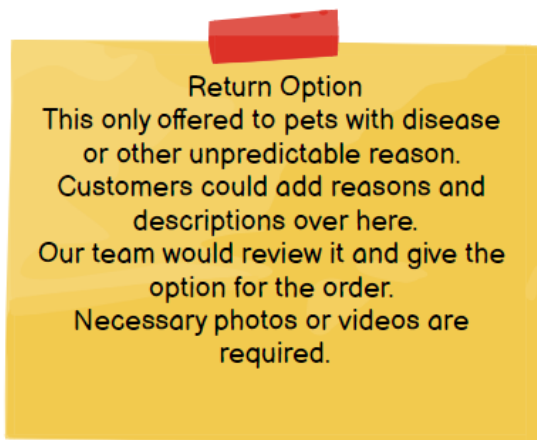 Return Option
This only offered to pets with disease
or other unpredictable reason.
Customers could add reasons and
descriptions over here.
Our team would review it and give the
option for the order.
Necessary photos or videos are
required.